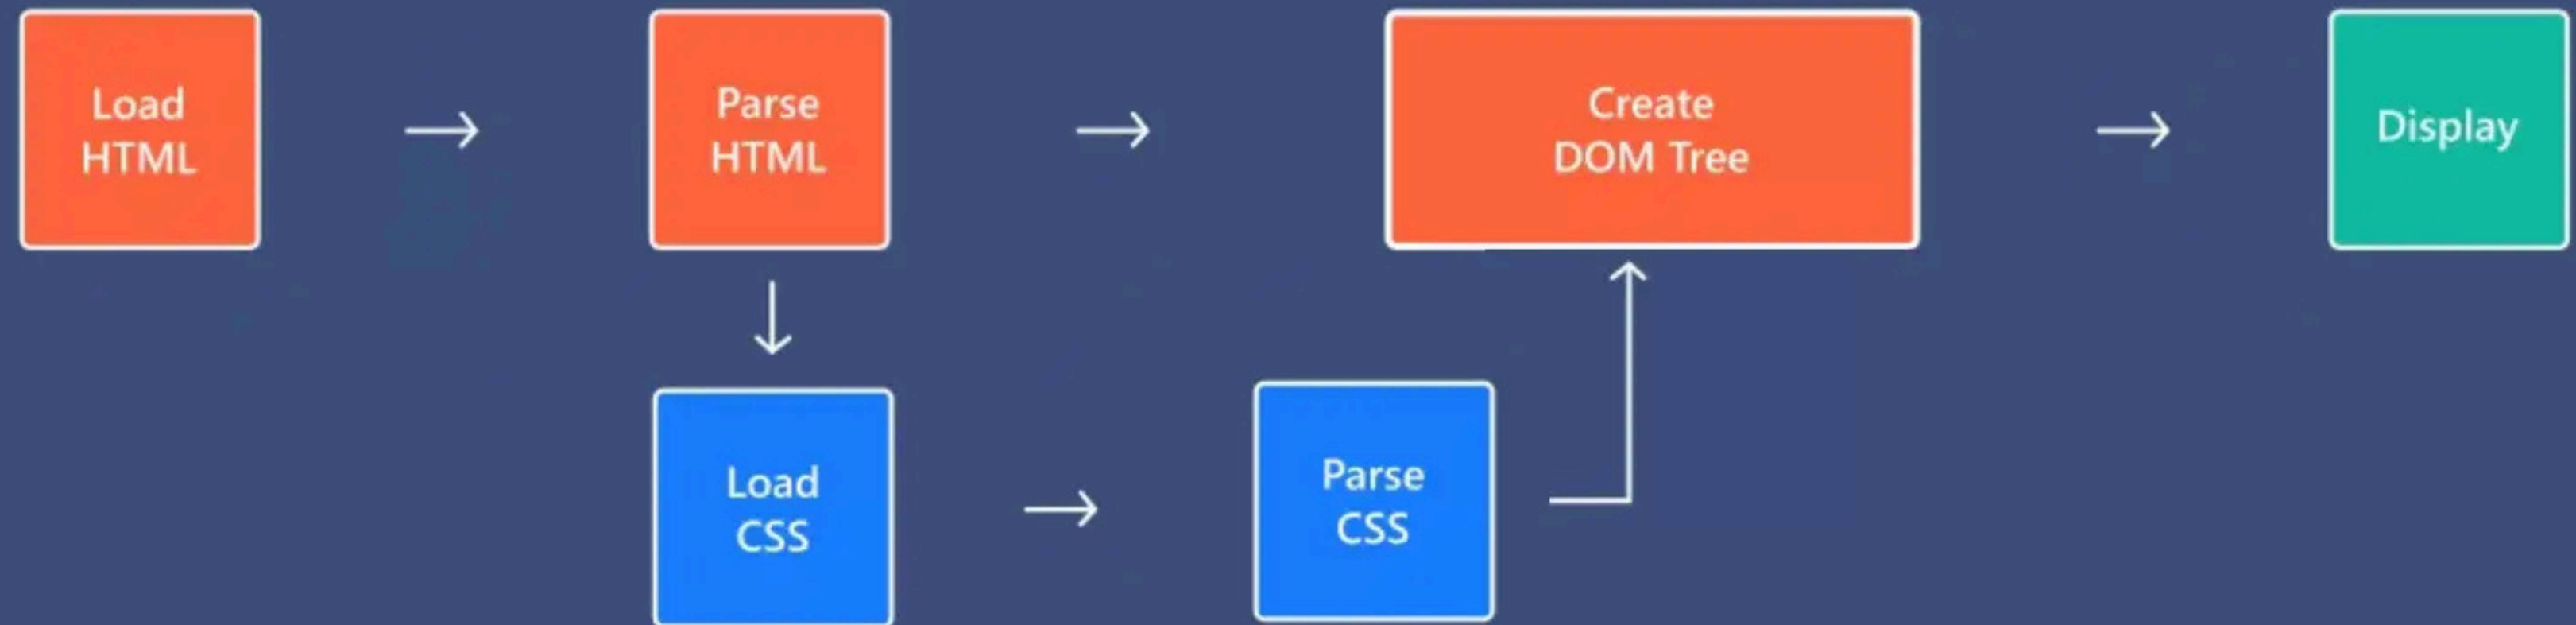 Load
HTML
Parse
HTML
Create
DOM Tree
Display
Load
CSS
Parse
CSS